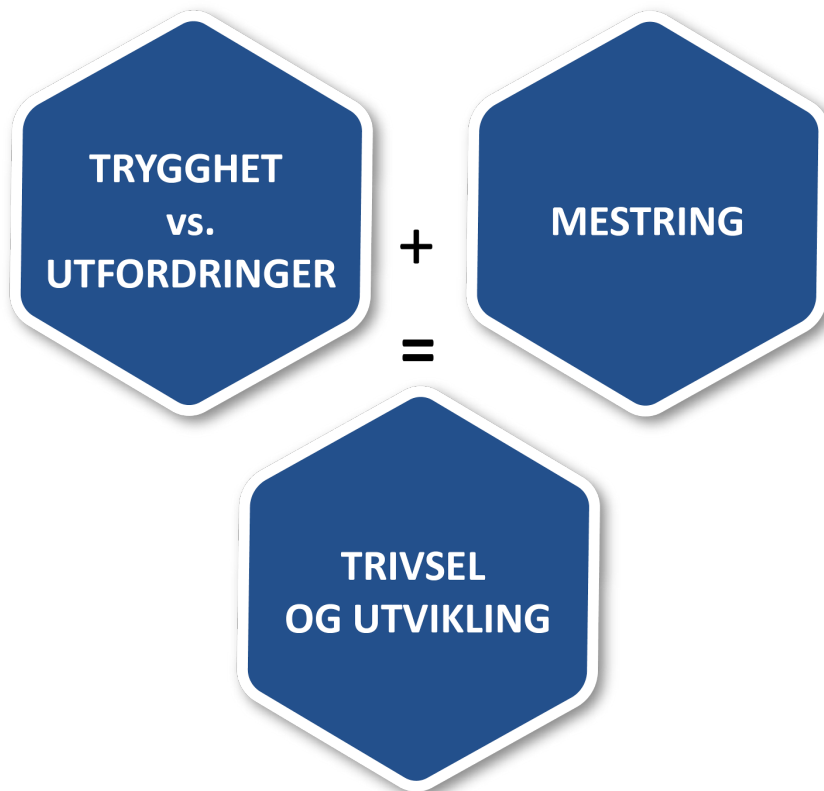 TRYGGHET
vs.
UTFORDRINGER
+
MESTRING
=
TRIVSEL
OG UTVIKLING